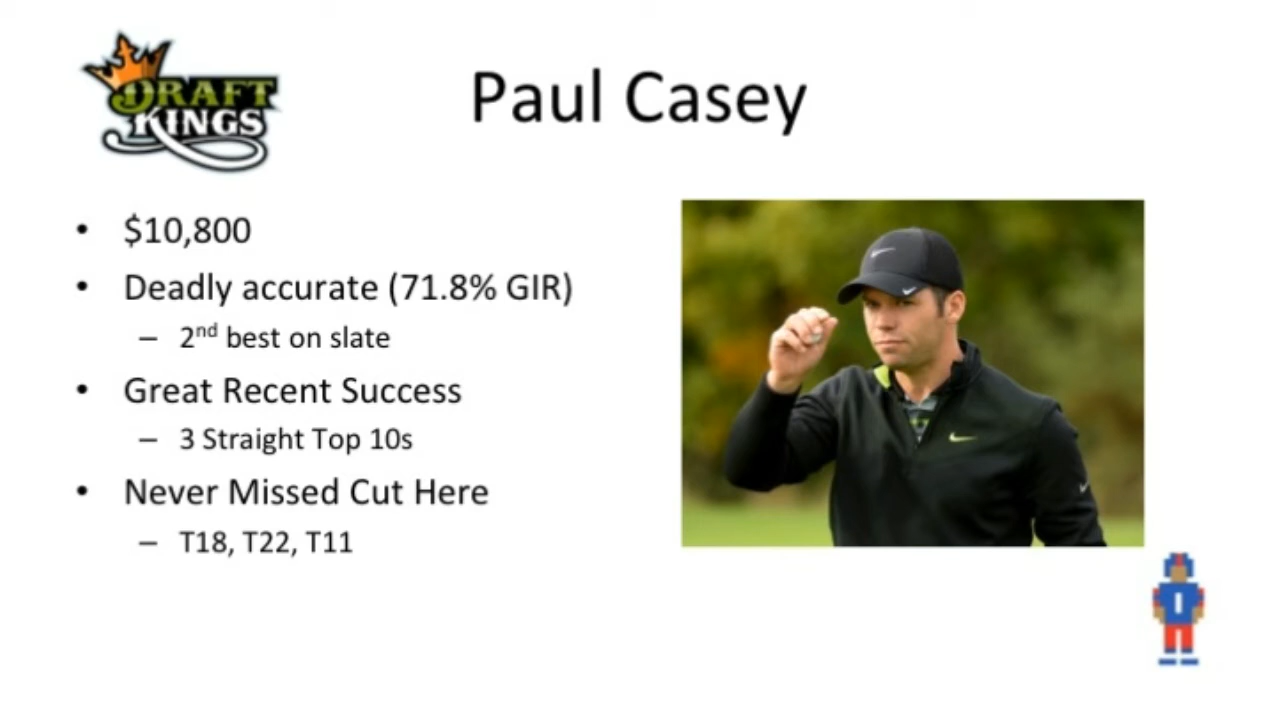 DRAFT
KINGS
Paul Casey
• $10,800
• Deadly accurate (71.8% GIR)
– 2nd best on slate
• Great Recent Success
– 3 Straight Top 10s
• Never Missed Cut Here
– T18, T22, T11